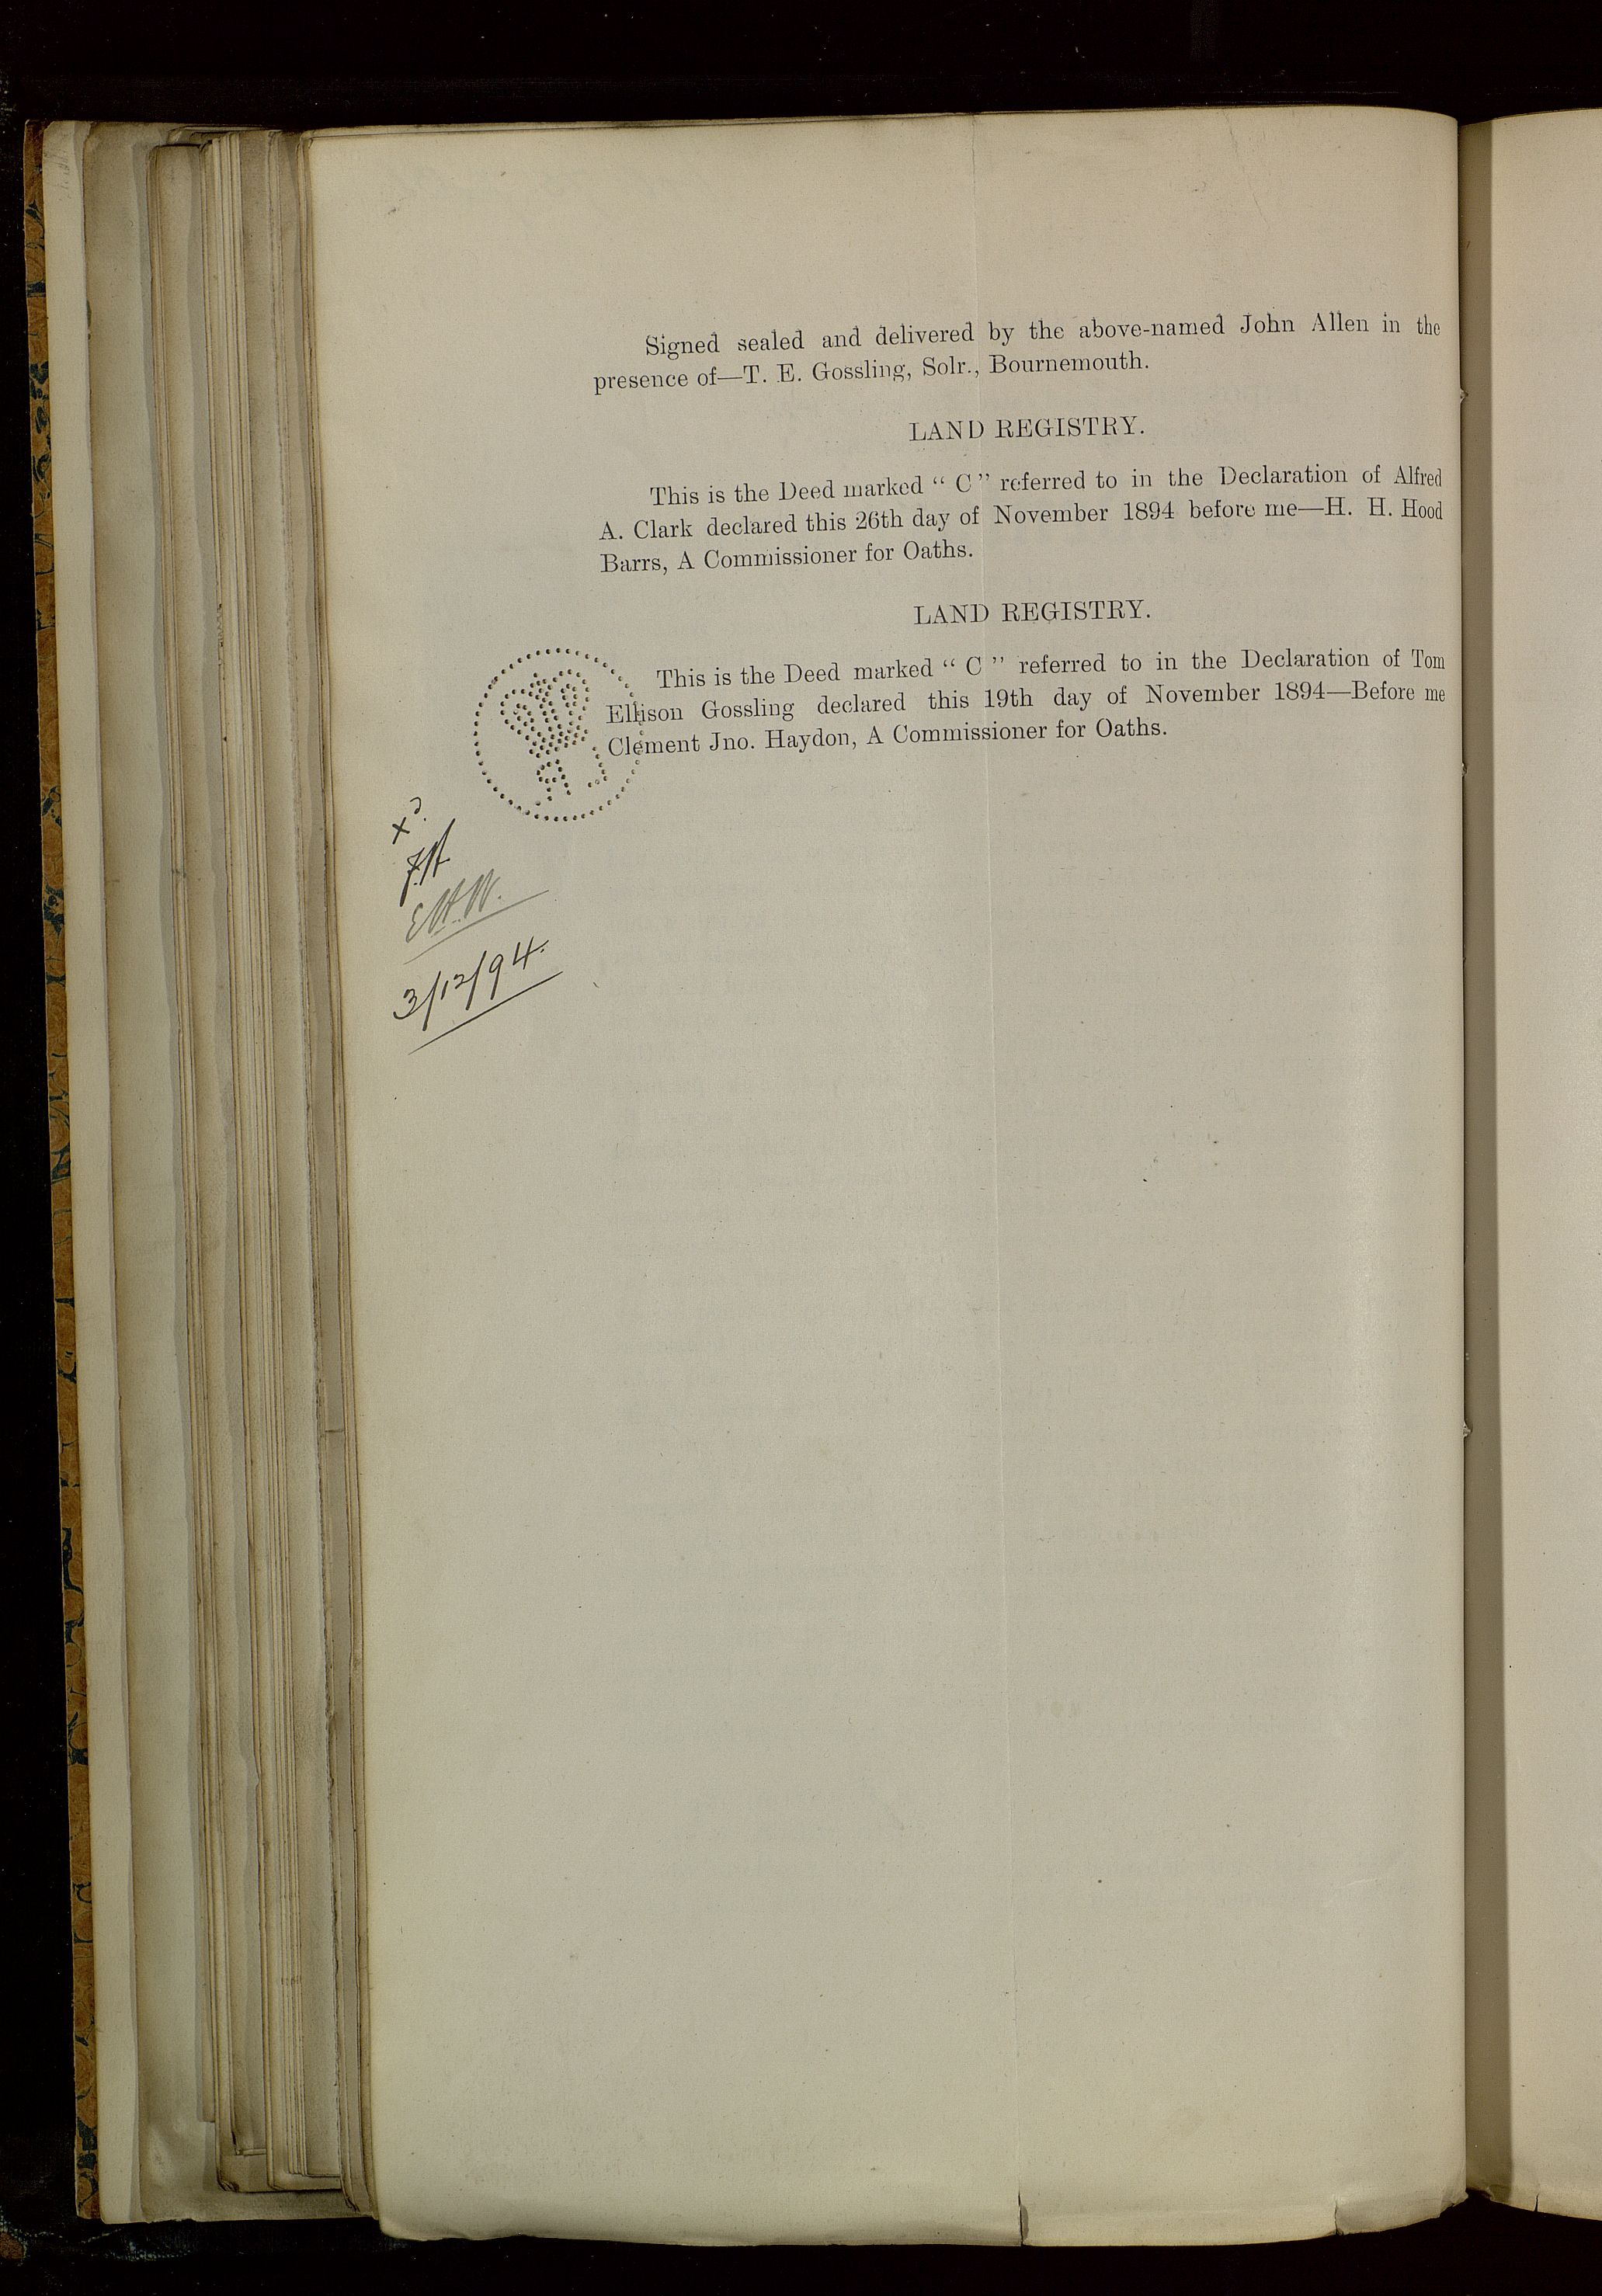 Signed sealed and delivered by the above-named John Allen in the
presence of—T. E. Gossling, Solr., Bournemouth.
LAND REGISTRY.
This is the Deed marked “ C ” referred to in the Declaration of Alfred
A. Clark declared this 26th day of November 1894 before me—H. H. Hood
Barrs, A Commissioner for Oaths.
LAND REGISTRY.
This is the Deed marked “ C ” referred to in the Declaration of Tom
Ellison Gossling declared this 19th day of November 1894—Before me
Clement Jno. Haydon, A Commissioner for Oaths.
3/12/94.